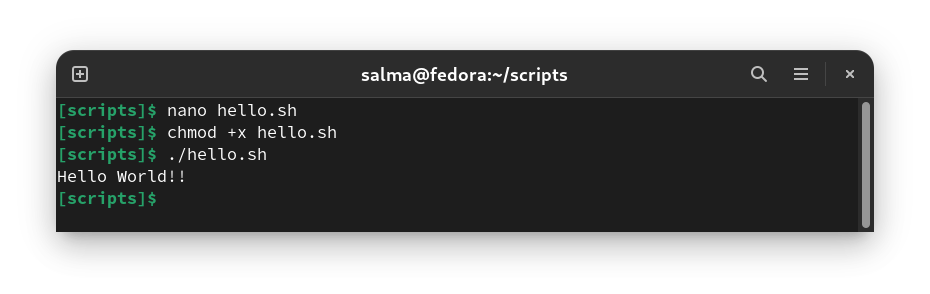 salma@fedora:~/scripts
[scripts]$ nano hello.sh
[scripts]$ chmod +x hello.sh
[scripts]$ ./hello.sh
Hello World!!
[scripts]$